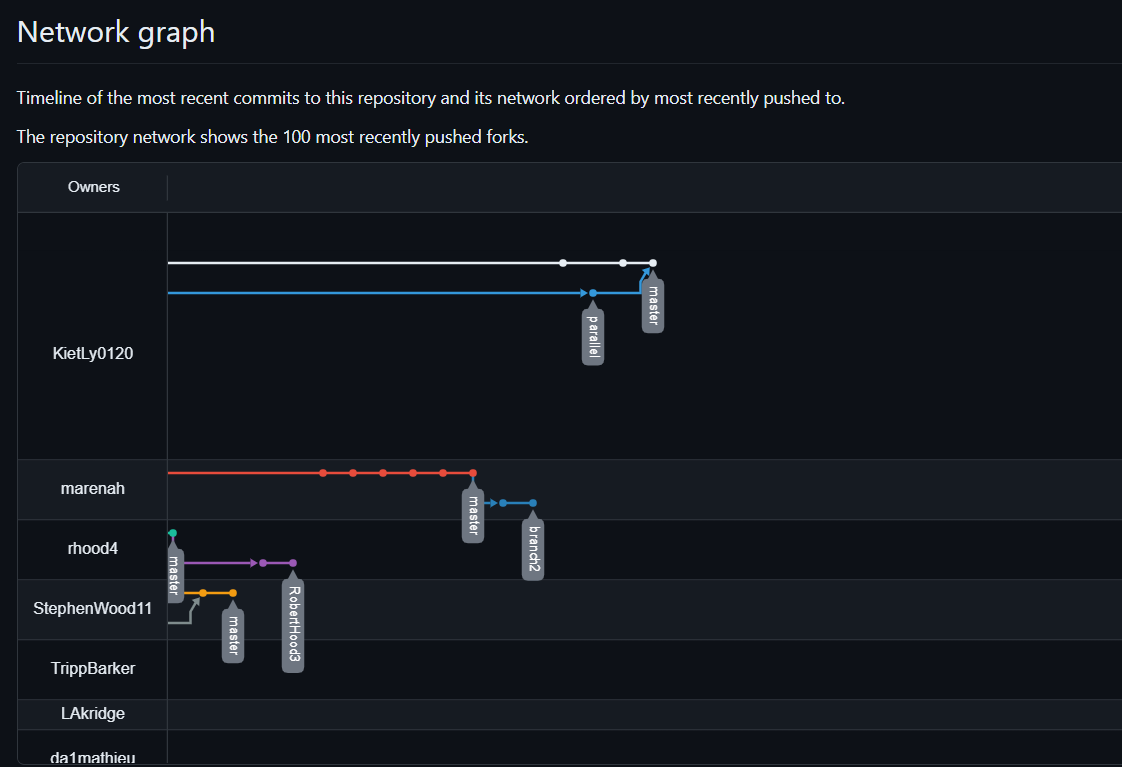 Network graph
Timeline of the most recent commits to this repository and its network ordered by most recently pushed to.
The repository network shows the 100 most recently pushed forks.
Owners
KietLy0120
master
parallel
marenah
master
branch2
rhood4
master
RobertHood3
StephenWood11
master
TrippBarker
LAkridge
da1mathieu